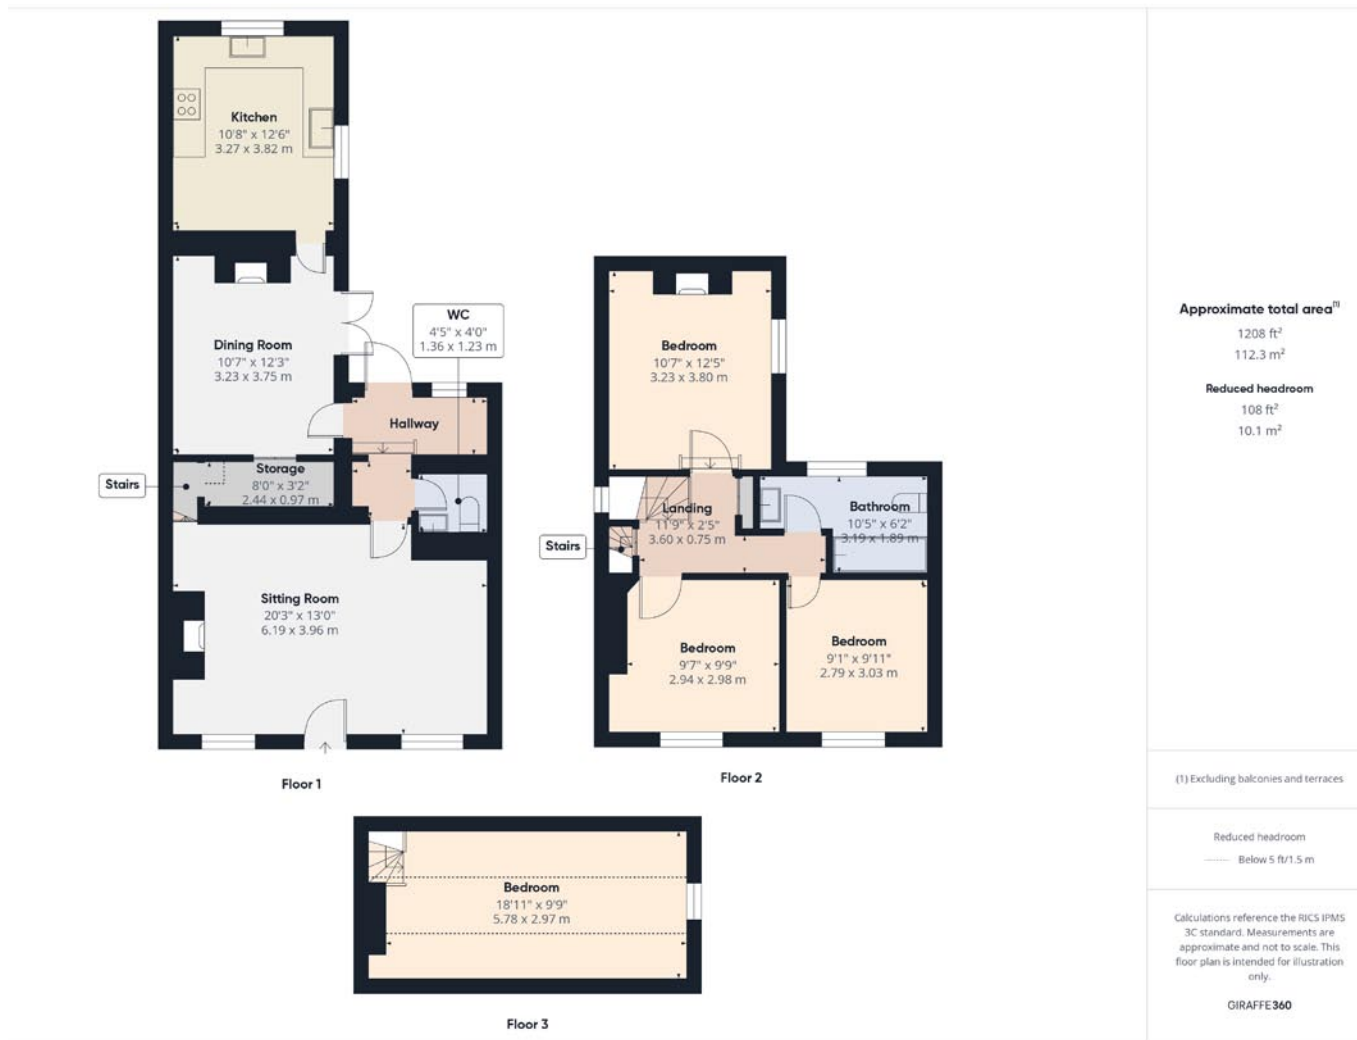 Kitchen
10'8" x 12'6"
3.27 x 3.82 m
WC
4'5" x 4'0"
1.36 x 1.23 m
Dining Room
10'7" x 12'3"
3.23 x 3.75 m
Hallway
Storage
8'0" x 3'2"
2.44 x 0.97 m
Stairs
Sitting Room
20'3" x 13'0"
6.19 x 3.96 m
Floor 1
Bedroom
10'7" x 12'5"
3.23 x 3.80 m
Landing
11'9" x 2'5"
3.60 x 0.75 m
Bathroom
10'5" x 6'2"
3.19 x 1.89 m
Stairs
Bedroom
9'7" x 9'9"
2.94 x 2.98 m
Bedroom
9'1" x 9'11"
2.79 x 3.03 m
Floor 2
Bedroom
18'11" x 9'9"
5.78 x 2.97 m
Floor 3
Approximate total area(1)
1208 ft²
112.3 m²
Reduced headroom
108 ft²
10.1 m²
(1) Excluding balconies and terraces
Reduced headroom
Below 5 ft/1.5 m
Calculations reference the RICS IPMS
3C standard. Measurements are
approximate and not to scale. This
floor plan is intended for illustration
only.
GIRAFFE360